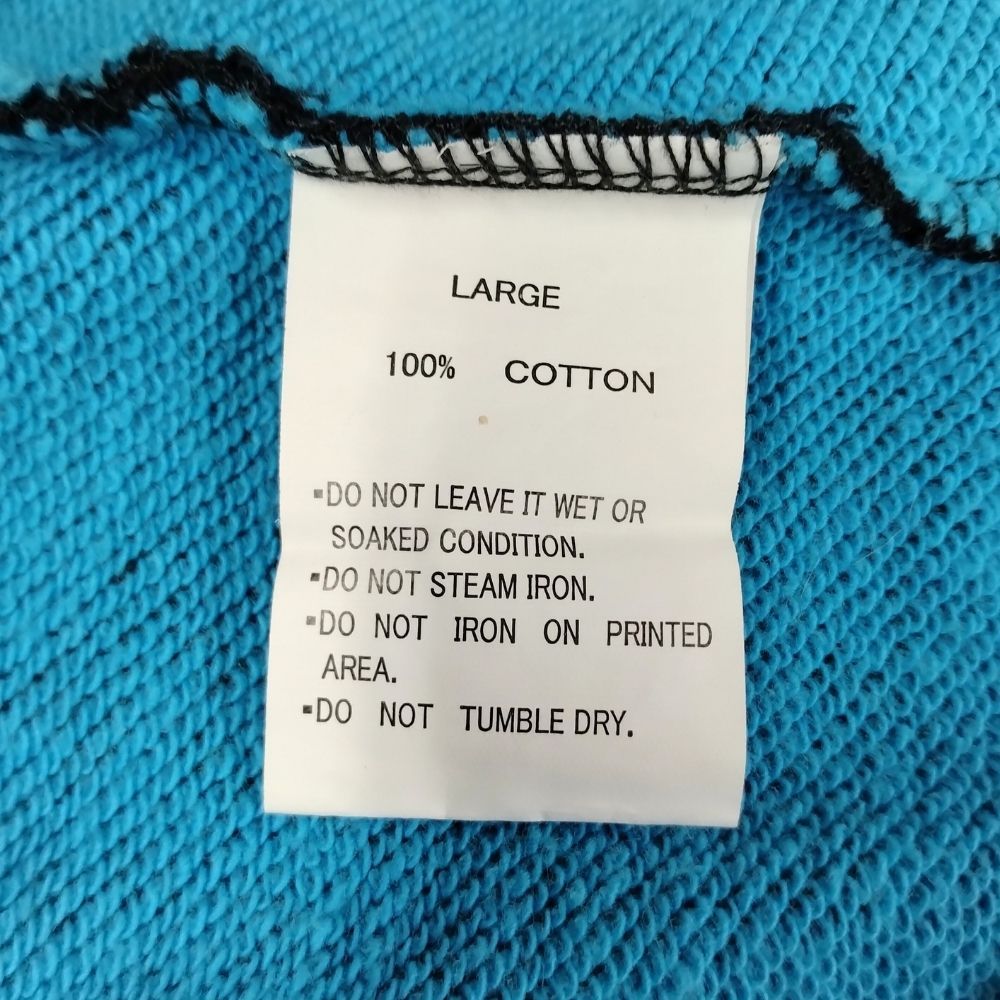 LARGE
100% COTTON
▪DO NOT LEAVE IT WET OR
SOAKED CONDITION.
▪DO NOT STEAM IRON.
▪DO NOT IRON ON PRINTED
AREA.
▪DO NOT TUMBLE DRY.